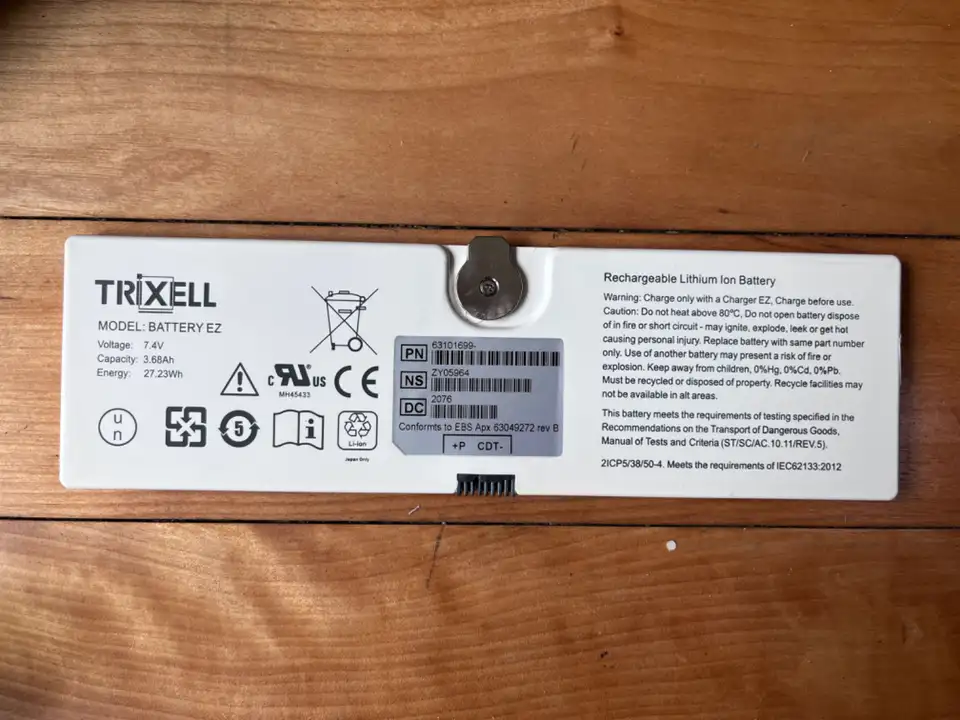 TRIXELL
MODEL: BATTERY EZ
Voltage: 7.4V
Capacity: 3.68Ah
Energy: 27.23Wh
c RU US
MH45433
CE
un
5
i
Li-ion
Japan Only
PN 63101699-
NS ZY05964
DC 2076
Conformts to EBS Apx 63049272 rev B
+P CDT-
Rechargeable Lithium Ion Battery
Warning: Charge only with a Charger EZ, Charge before use.
Caution: Do not heat above 80°C, Do not open battery dispose
of in fire or short circuit - may ignite, explode, leak or get hot
causing personal injury. Replace battery with same part number
only. Use of another battery may present a risk of fire or
explosion. Keep away from children, 0%Hg, 0%Cd, 0%Pb.
Must be recycled or disposed of property. Recycle facilities may
not be available in alt areas.
This battery meets the requirements of testing specified in the
Recommendations on the Transport of Dangerous Goods,
Manual of Tests and Criteria (ST/SC/AC.10.11/REV.5).
2ICP5/38/50-4. Meets the requirements of IEC62133:2012